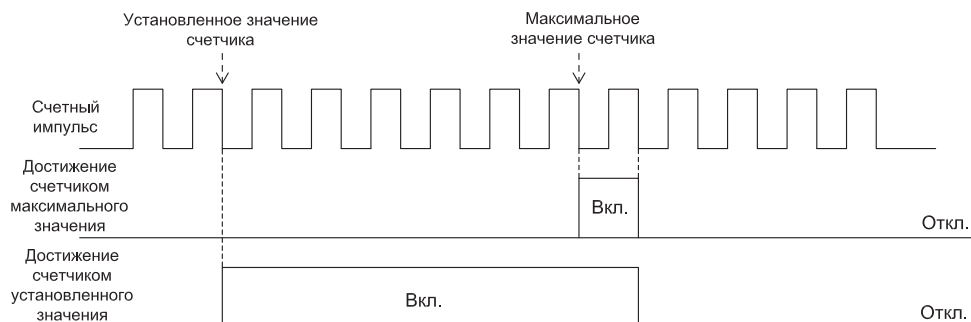 Установленное значение
счетчика
Максимальное
значение счетчика
Счетный
импульс
Достижение
счетчиком
максимального
значения
Вкл.
Откл.
Достижение
счетчиком
установленного
значения
Вкл.
Откл.